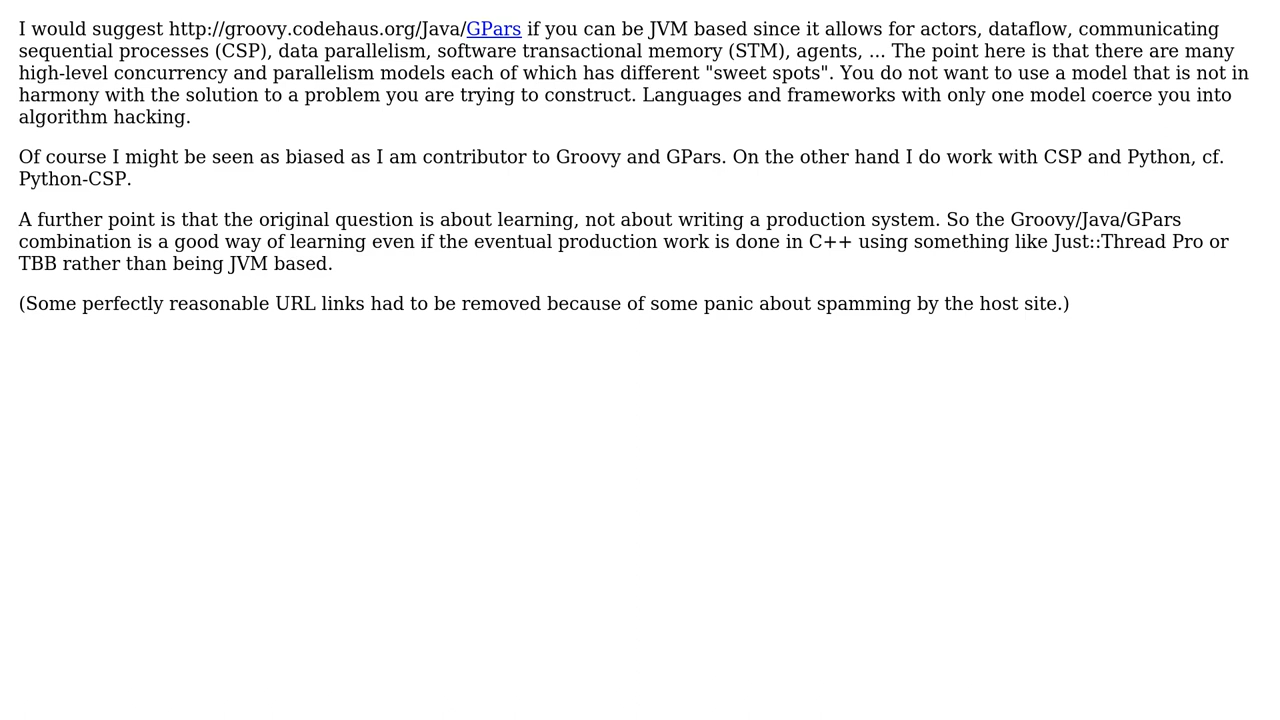 I would suggest http://groovy.codehaus.org/Java/GPars if you can be JVM based since it allows for actors, dataflow, communicating
sequential processes (CSP), data parallelism, software transactional memory (STM), agents, ... The point here is that there are many
high-level concurrency and parallelism models each of which has different "sweet spots". You do not want to use a model that is not in
harmony with the solution to a problem you are trying to construct. Languages and frameworks with only one model coerce you into
algorithm hacking.
Of course I might be seen as biased as I am contributor to Groovy and GPars. On the other hand I do work with CSP and Python, cf.
Python-CSP.
A further point is that the original question is about learning, not about writing a production system. So the Groovy/Java/GPars
combination is a good way of learning even if the eventual production work is done in C++ using something like Just::Thread Pro or
TBB rather than being JVM based.
(Some perfectly reasonable URL links had to be removed because of some panic about spamming by the host site.)